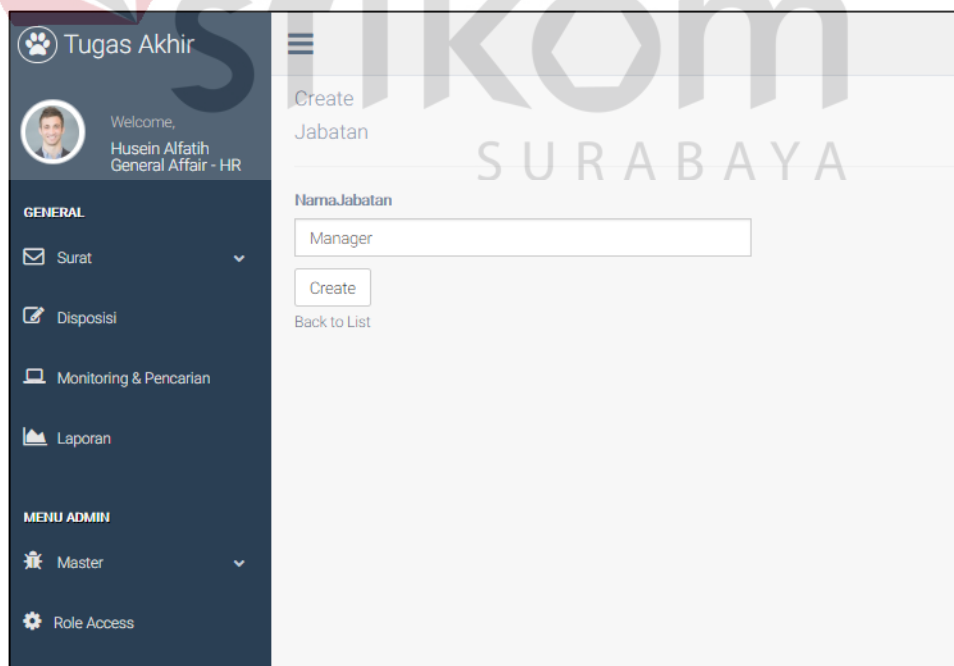 stikom
SURABAYA
Tugas Akhir
Welcome,
Husein Alfatih
General Affair - HR
GENERAL
Surat
Disposisi
Monitoring & Pencarian
Laporan
MENU ADMIN
Master
Role Access
Create
Jabatan
NamaJabatan
Manager
Create
Back to List